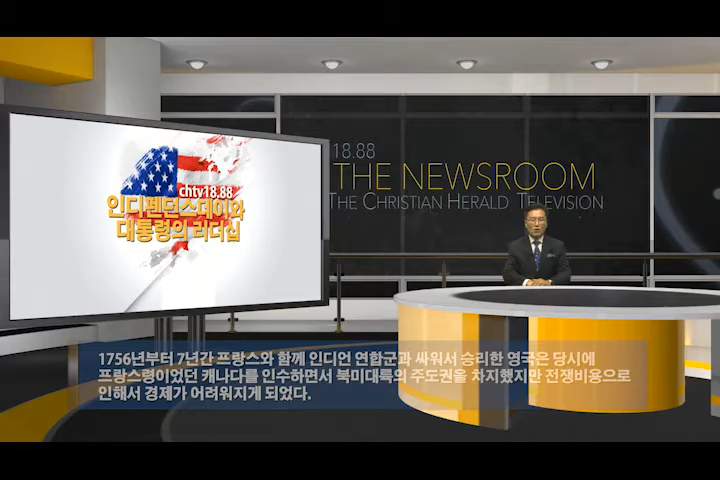 18.88
THE NEWSROOM
THE CHRISTIAN HERALD TELEVISION
chtv18.88
인디펜던스데이와
대통령의 리더십
1756년부터 7년간 프랑스와 함께 인디언 연합군과 싸워서 승리한 영국은 당시에
프랑스령이었던 캐나다를 인수하면서 북미대륙의 주도권을 차지했지만 전쟁비용으로
인해서 경제가 어려워지게 되었다.